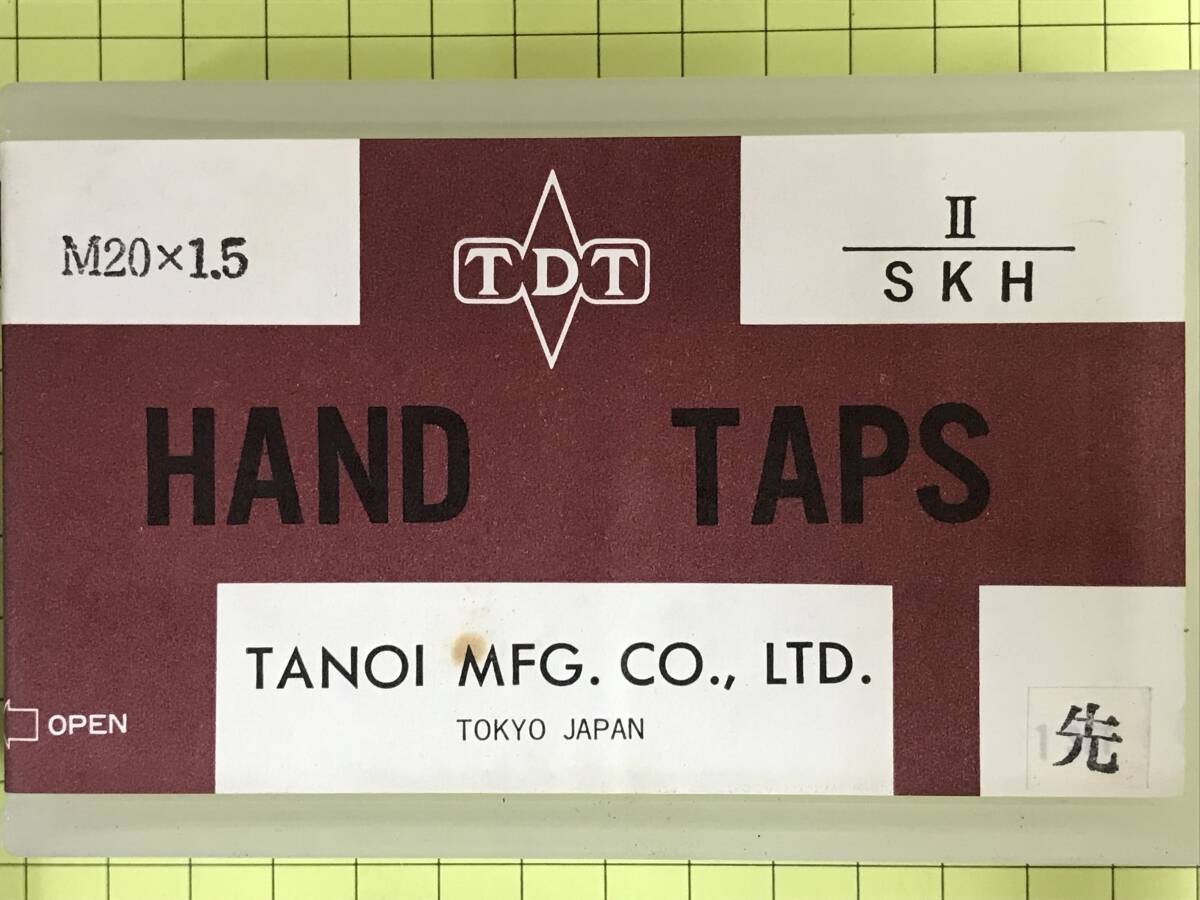 M20×1.5
TDT
II
SKH
HAND TAPS
TANOI MFG. CO., LTD.
TOKYO JAPAN
OPEN
先